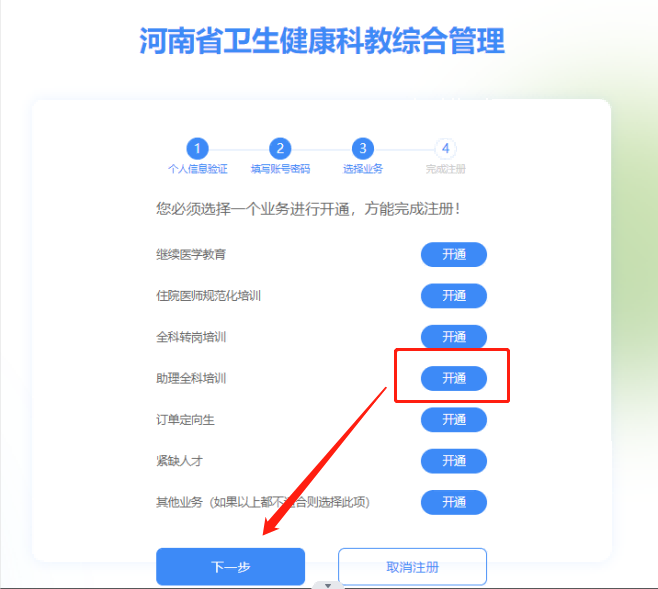 河南省卫生健康科教综合管理
1 2 3 4
个人信息验证 填写账号密码 选择业务 完成注册
您必须选择一个业务进行开通，方能完成注册！
继续医学教育 开通
住院医师规范化培训 开通
全科转岗培训 开通
助理全科培训 开通
订单定向生 开通
紧缺人才 开通
其他业务（如果以上都不适合则选择此项） 开通
下一步 取消注册